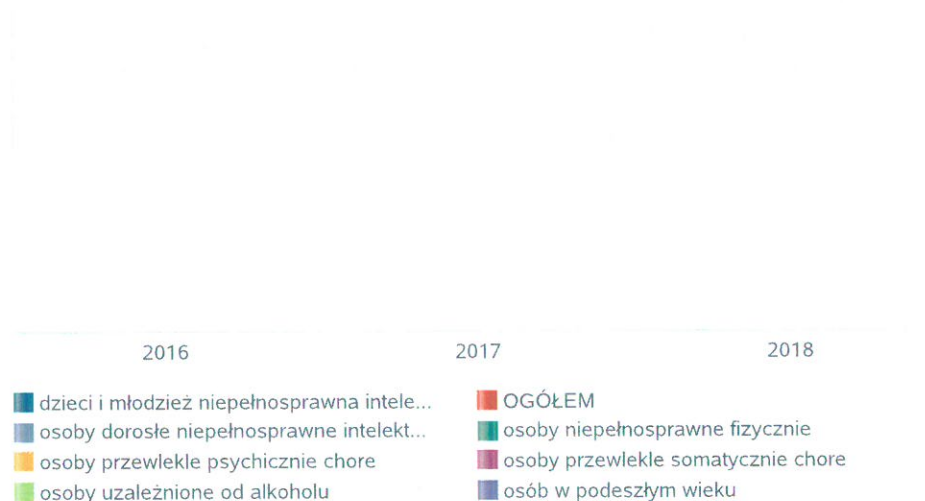 2016 2017 2018
dzieci i młodzież niepełnosprawna intele... OGÓŁEM
osoby dorosłe niepełnosprawne intelekt... osoby niepełnosprawne fizycznie
osoby przewlekle psychicznie chore osoby przewlekle somatycznie chore
osoby uzależnione od alkoholu osób w podeszłym wieku